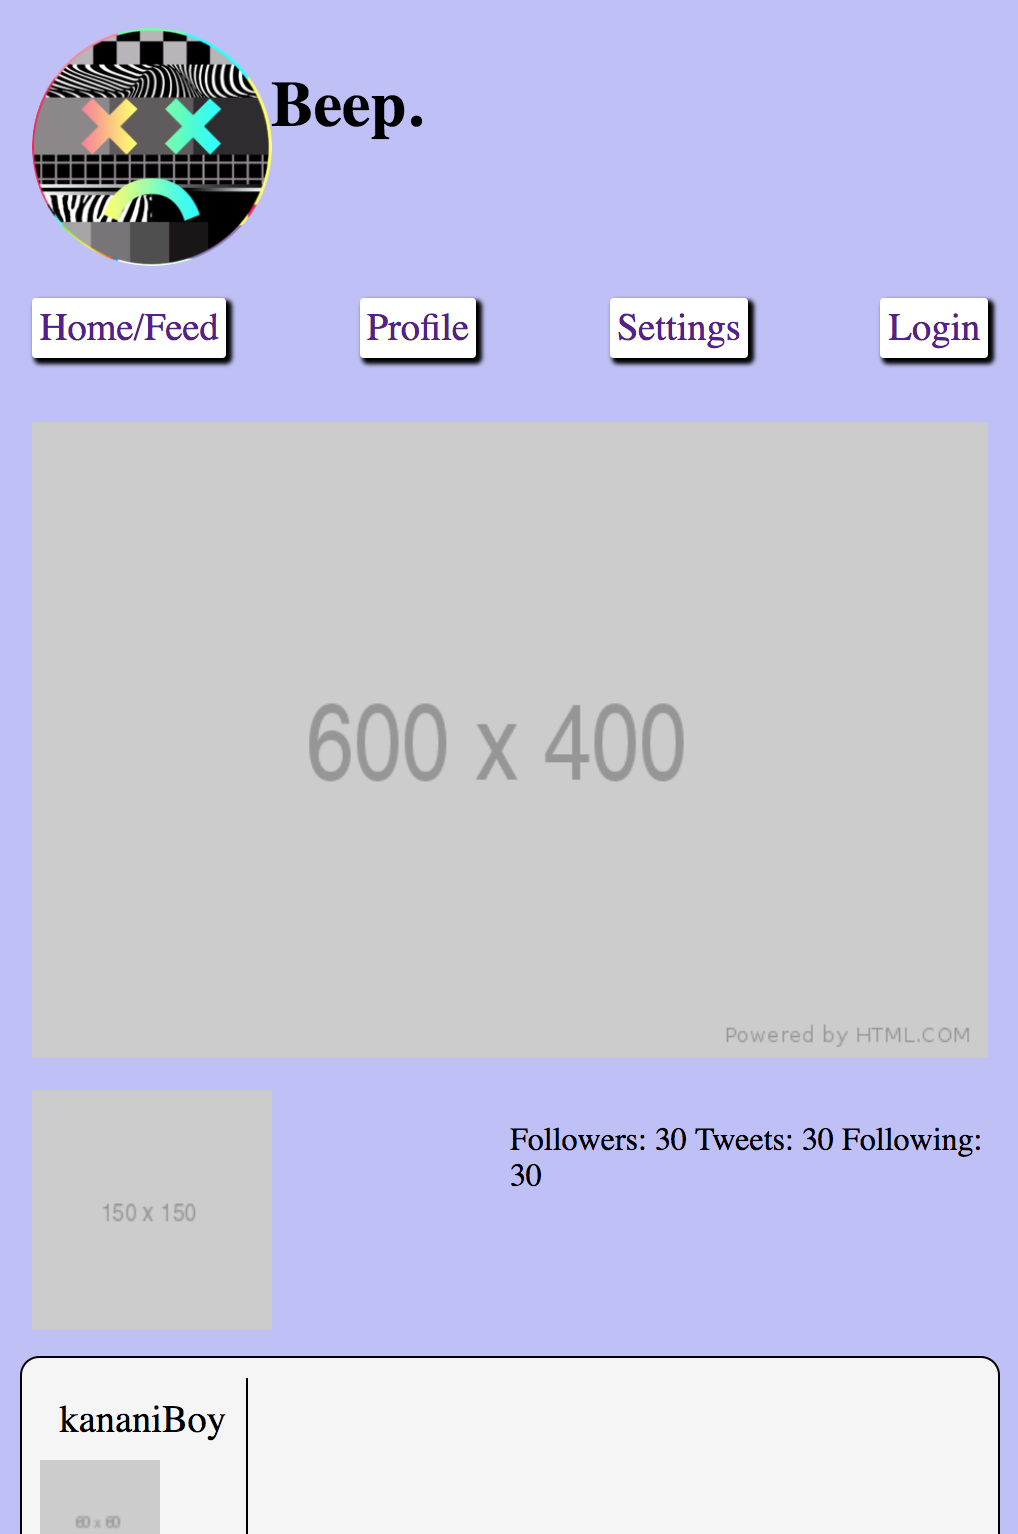 Beep.
Home/Feed Profile Settings Login
600 x 400
Powered by HTML.COM
150 x 150
Followers: 30 Tweets: 30 Following:
30
kananiBoy
60 x 60